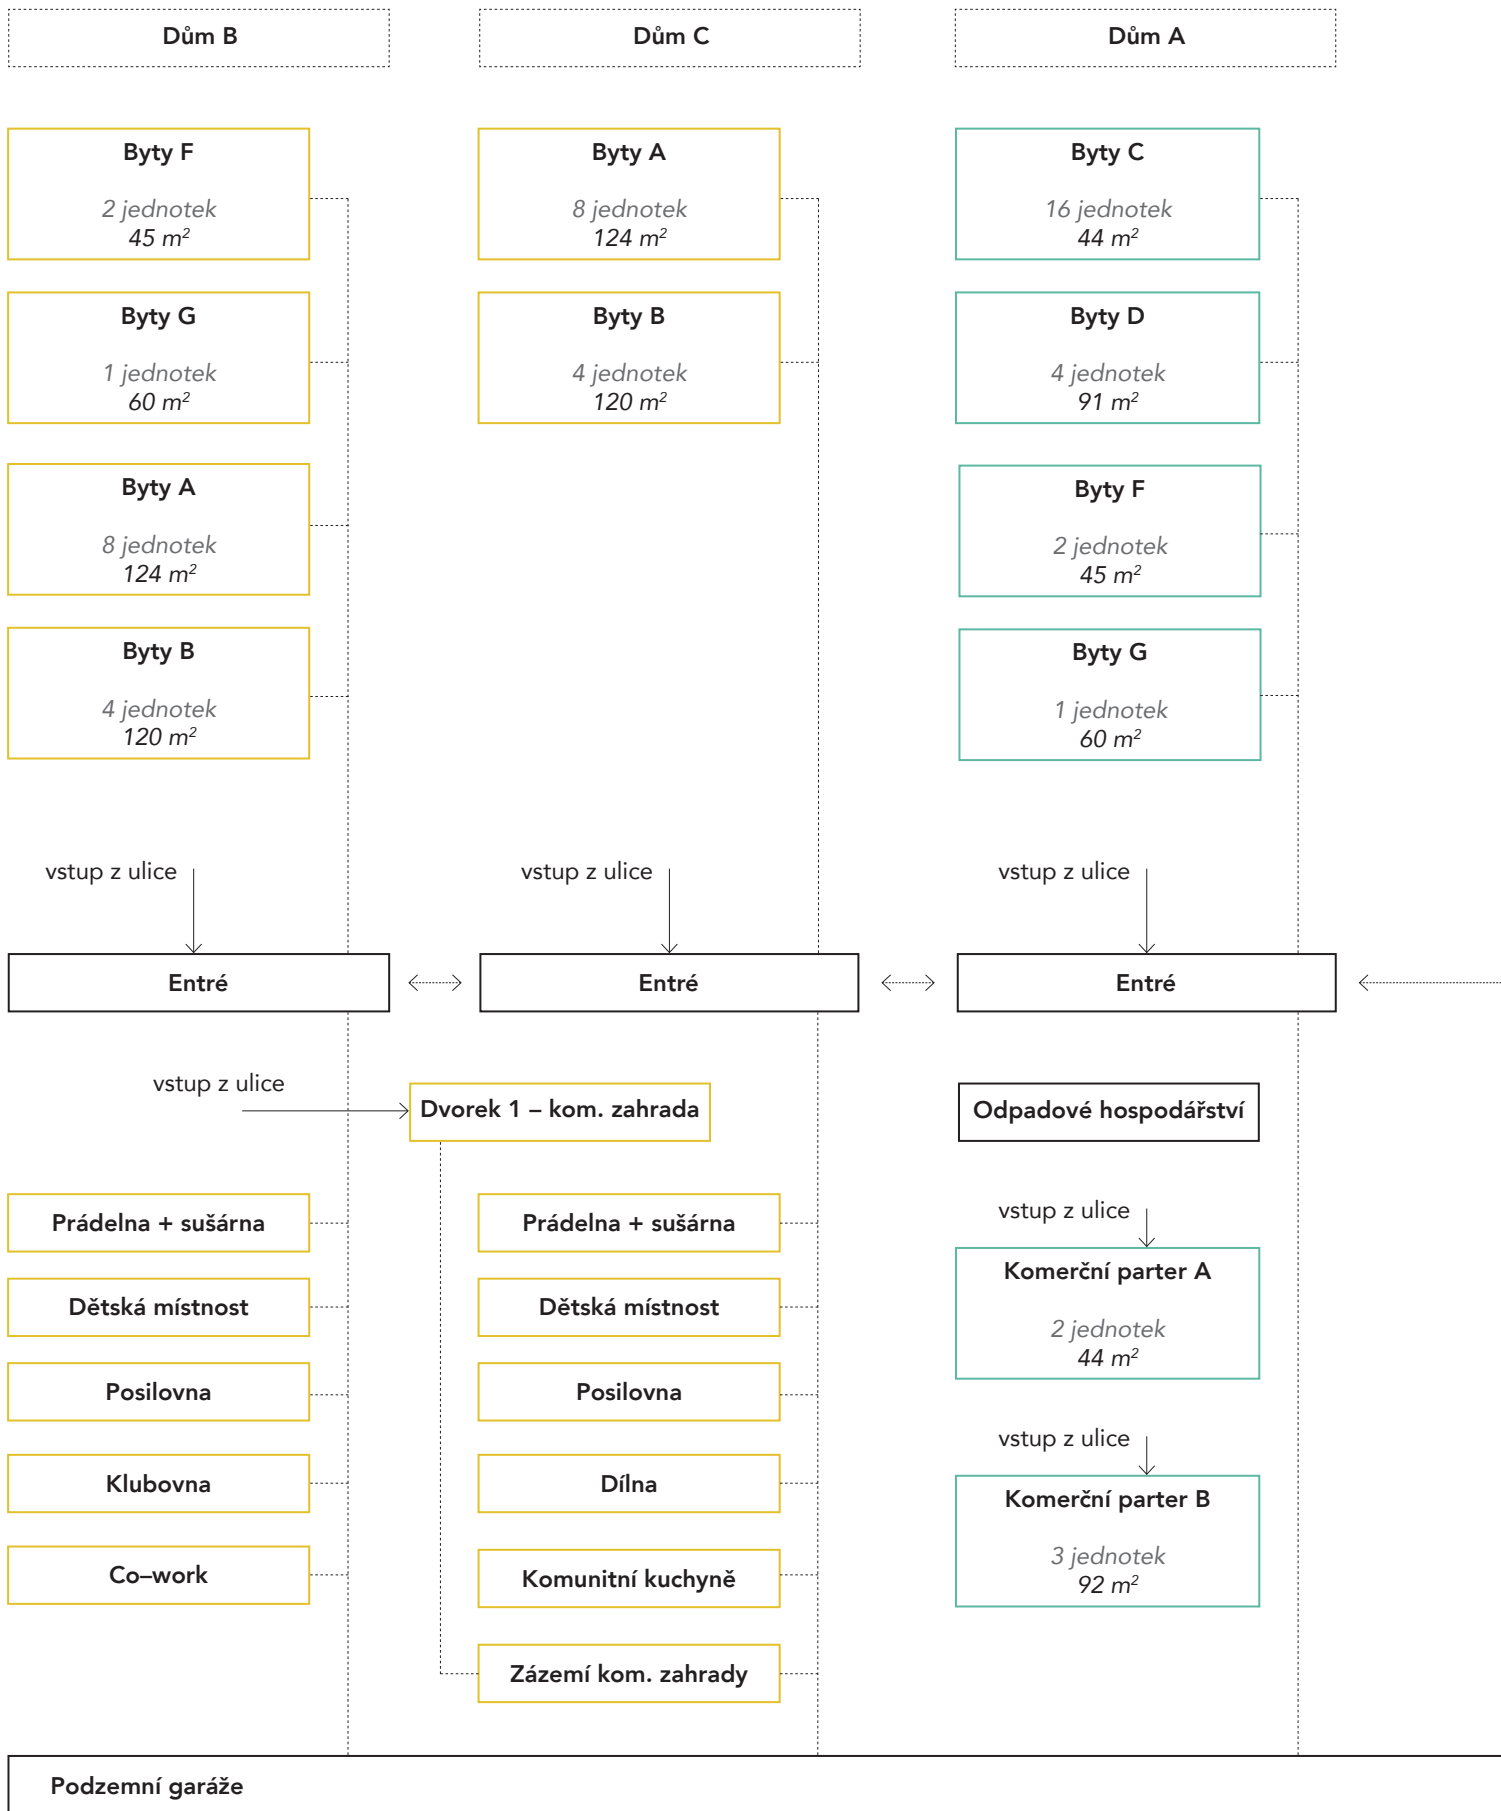 Dům B
Dům C
Dům A
Byty F
2 jednotek
45 m²
Byty A
8 jednotek
124 m²
Byty C
16 jednotek
44 m²
Byty G
1 jednotek
60 m²
Byty B
4 jednotek
120 m²
Byty D
4 jednotek
91 m²
Byty A
8 jednotek
124 m²
Byty F
2 jednotek
45 m²
Byty B
4 jednotek
120 m²
Byty G
1 jednotek
60 m²
vstup z ulice
vstup z ulice
vstup z ulice
Entré
Entré
Entré
vstup z ulice
Dvorek 1 – kom. zahrada
Odpadové hospodářství
Prádelna + sušárna
Dětská místnost
Posilovna
Klubovna
Co–work
Prádelna + sušárna
Dětská místnost
Posilovna
Dílna
Komunitní kuchyně
Zázemí kom. zahrady
vstup z ulice
Komerční parter A
2 jednotek
44 m²
vstup z ulice
Komerční parter B
3 jednotek
92 m²
Podzemní garáže